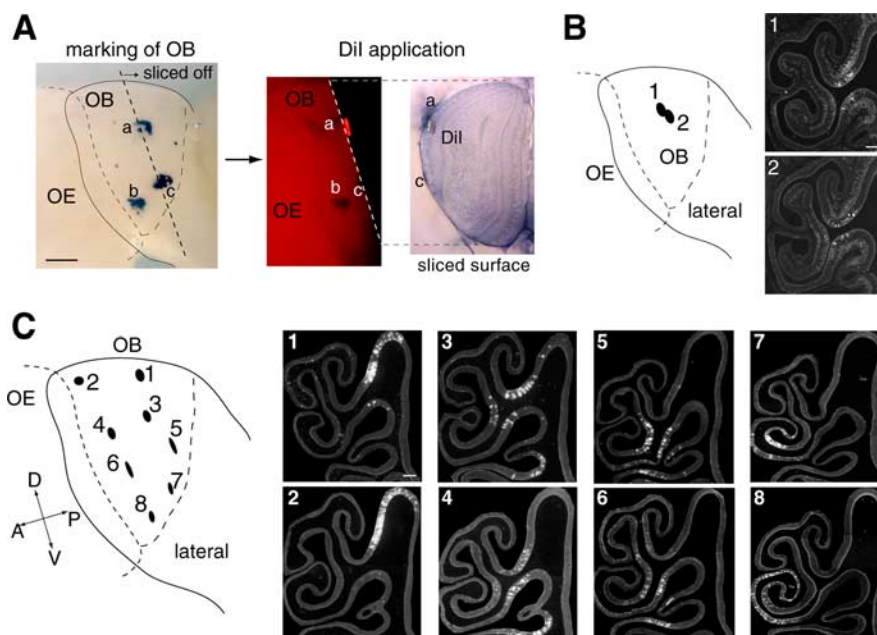 A
marking of OB
DiI application
sliced off
OB
a
b
c
OE
OB
a
b
c
OE
a
DiI
c
sliced surface
B
1
2
OB
OE
lateral
1
2
C
OB
OE
2
1
3
4
5
6
7
8
D
A
P
V
lateral
1
3
5
7
2
4
6
8